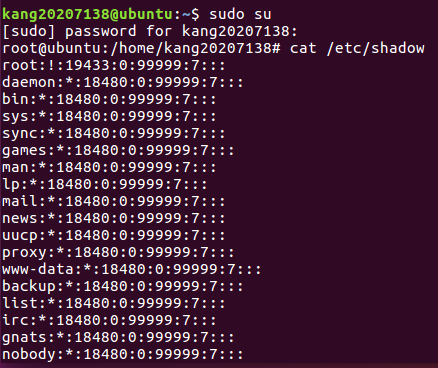 kang20207138@ubuntu:~$ sudo su
[sudo] password for kang20207138:
root@ubuntu:/home/kang20207138# cat /etc/shadow
root:!:19433:0:99999:7:::
daemon:*:18480:0:99999:7:::
bin:*:18480:0:99999:7:::
sys:*:18480:0:99999:7:::
sync:*:18480:0:99999:7:::
games:*:18480:0:99999:7:::
man:*:18480:0:99999:7:::
lp:*:18480:0:99999:7:::
mail:*:18480:0:99999:7:::
news:*:18480:0:99999:7:::
uucp:*:18480:0:99999:7:::
proxy:*:18480:0:99999:7:::
www-data:*:18480:0:99999:7:::
backup:*:18480:0:99999:7:::
list:*:18480:0:99999:7:::
irc:*:18480:0:99999:7:::
gnats:*:18480:0:99999:7:::
nobody:*:18480:0:99999:7:::